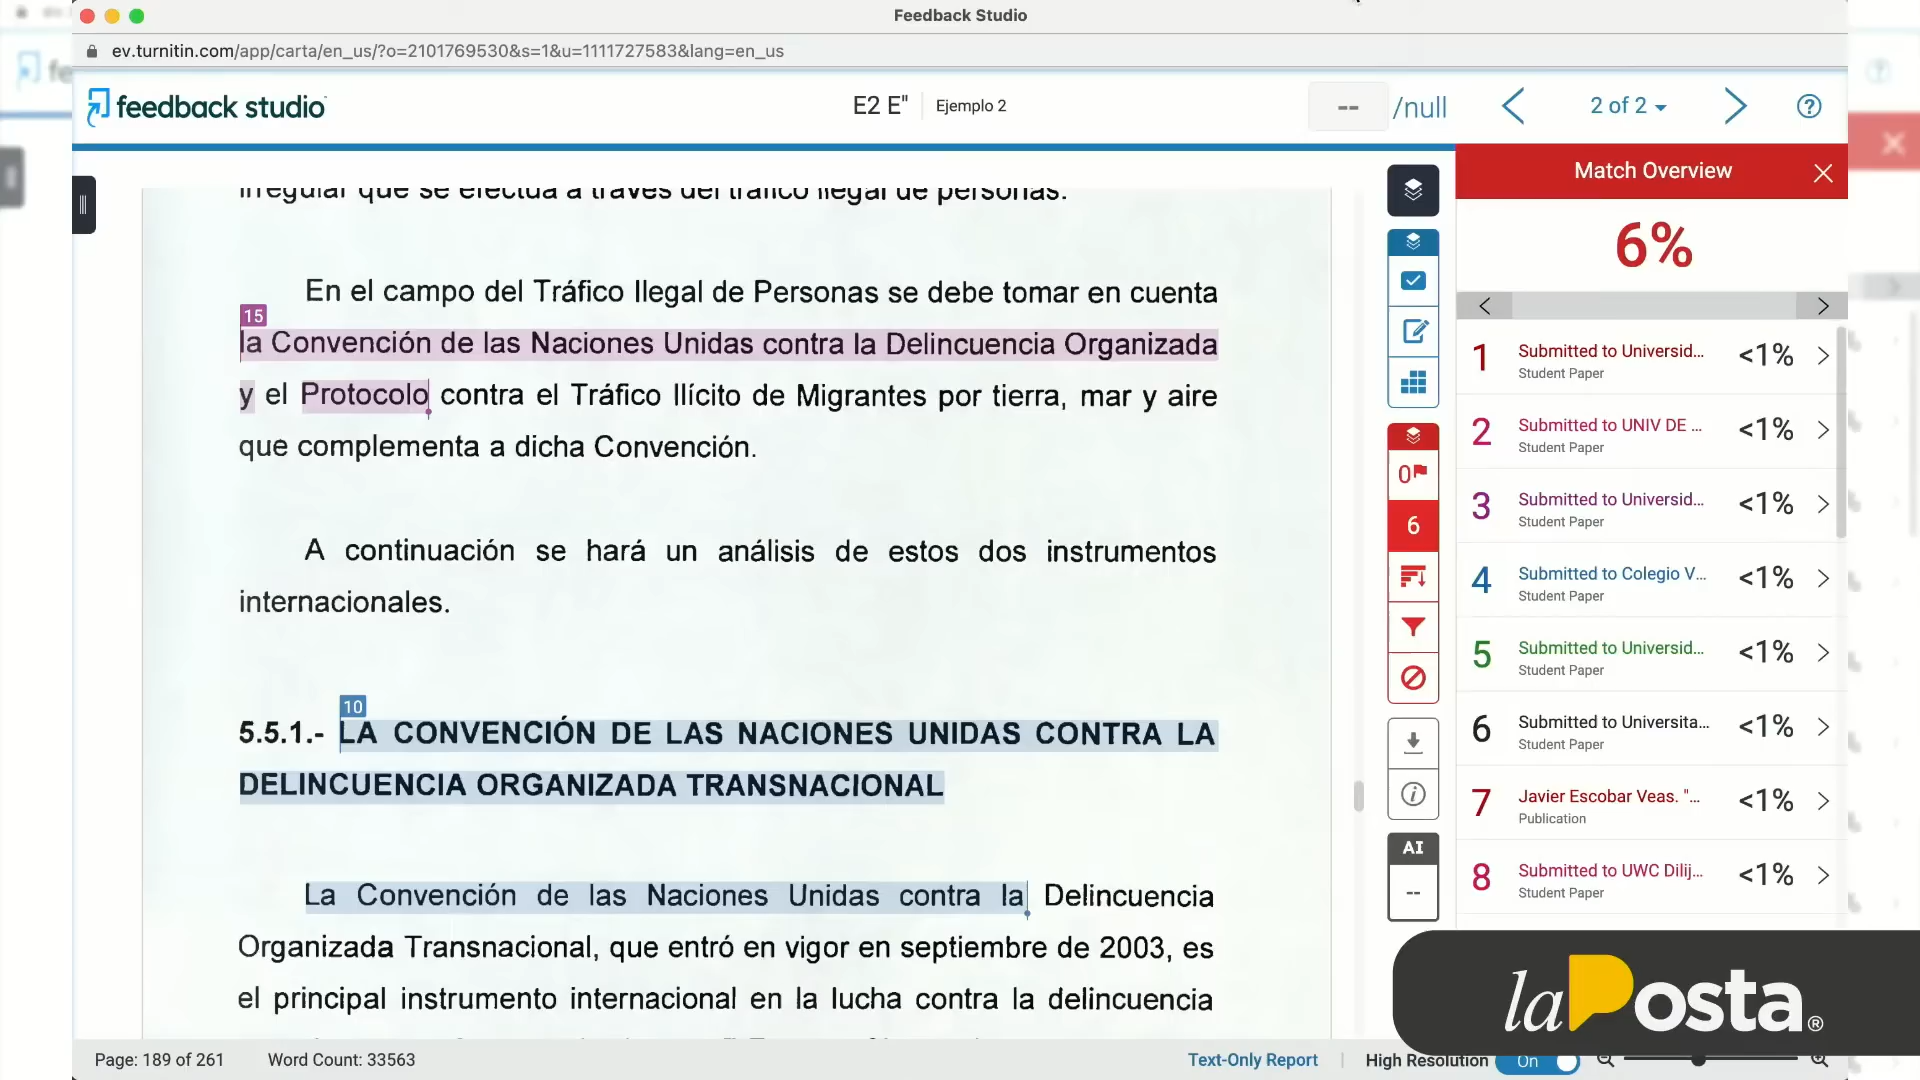 Feedback Studio
ev.turnitin.com/app/carta/en_us/?o=2101769530&s=1&u=1111727583&lang=en_us
feedback studio
E2 E"
Ejemplo 2
-- /null
2 of 2
irregular que se efectúa a través del tráfico ilegal de personas.
En el campo del Tráfico Ilegal de Personas se debe tomar en cuenta
15
la Convención de las Naciones Unidas contra la Delincuencia Organizada
y el Protocolo contra el Tráfico Ilícito de Migrantes por tierra, mar y aire
que complementa a dicha Convención.
A continuación se hará un análisis de estos dos instrumentos
internacionales.
10
5.5.1.- LA CONVENCIÓN DE LAS NACIONES UNIDAS CONTRA LA
DELINCUENCIA ORGANIZADA TRANSNACIONAL
La Convención de las Naciones Unidas contra la Delincuencia
Organizada Transnacional, que entró en vigor en septiembre de 2003, es
el principal instrumento internacional en la lucha contra la delincuencia
0
6
AI
--
Match Overview
6%
1 Submitted to Universid... <1%
Student Paper
2 Submitted to UNIV DE ... <1%
Student Paper
3 Submitted to Universid... <1%
Student Paper
4 Submitted to Colegio V... <1%
Student Paper
5 Submitted to Universid... <1%
Student Paper
6 Submitted to Universita... <1%
Student Paper
7 Javier Escobar Veas. "... <1%
Publication
8 Submitted to UWC Dilij... <1%
Student Paper
laPosta®
Page: 189 of 261
Word Count: 33563
Text-Only Report
High Resolution
On